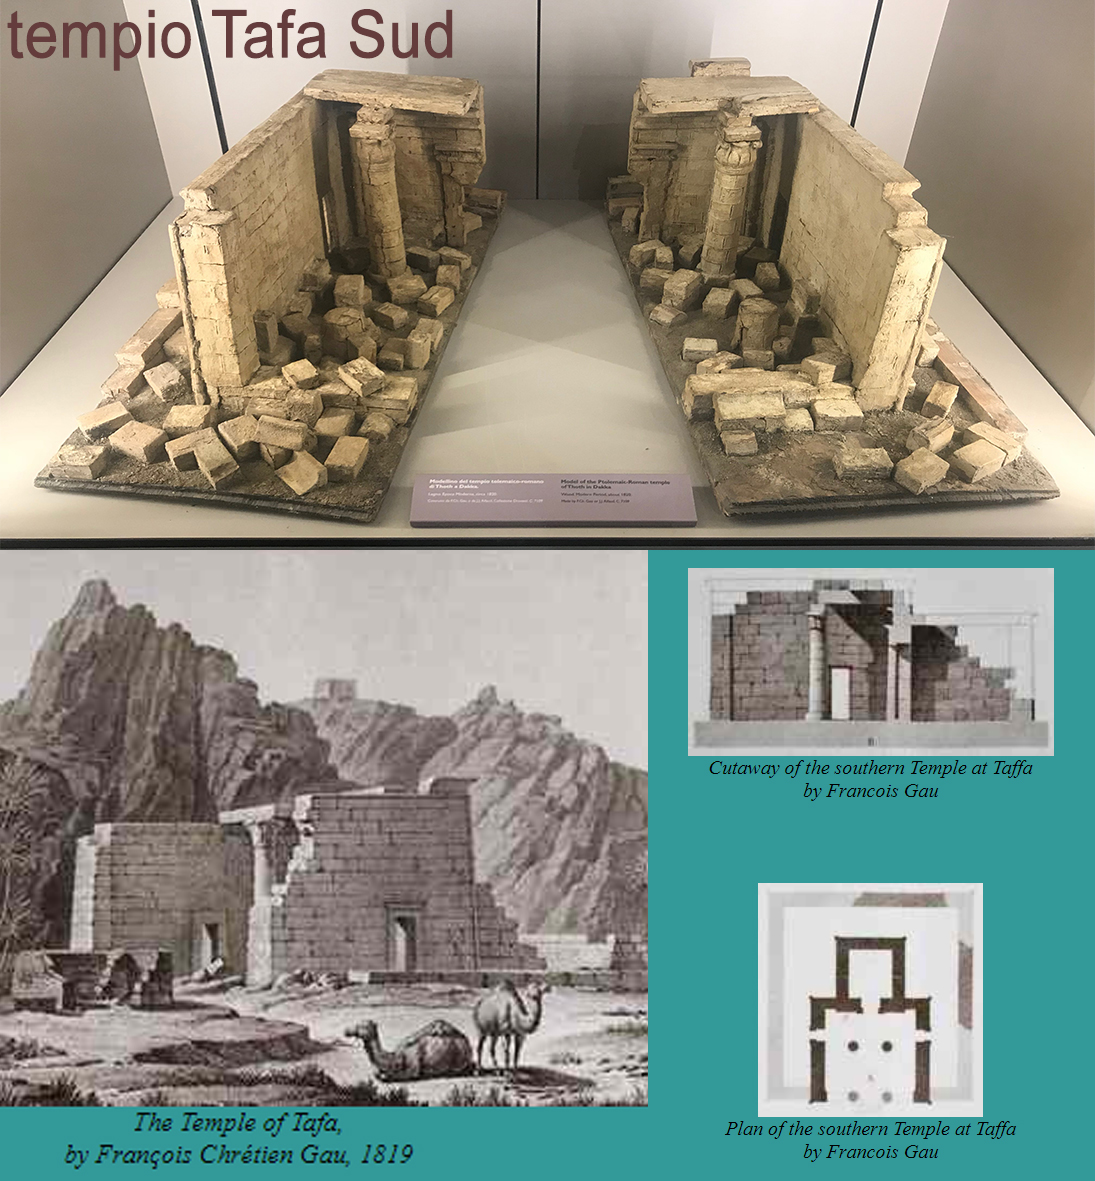 tempio Tafa Sud
Modellino del tempio tolemaico-romano
di Thoth a Dakka
Model of the Ptolemaic-Roman temple
of Thoth in Dakka
Cutaway of the southern Temple at Taffa
by Francois Gau
The Temple of Tafa,
by François Chrétien Gau, 1819
Plan of the southern Temple at Taffa
by Francois Gau